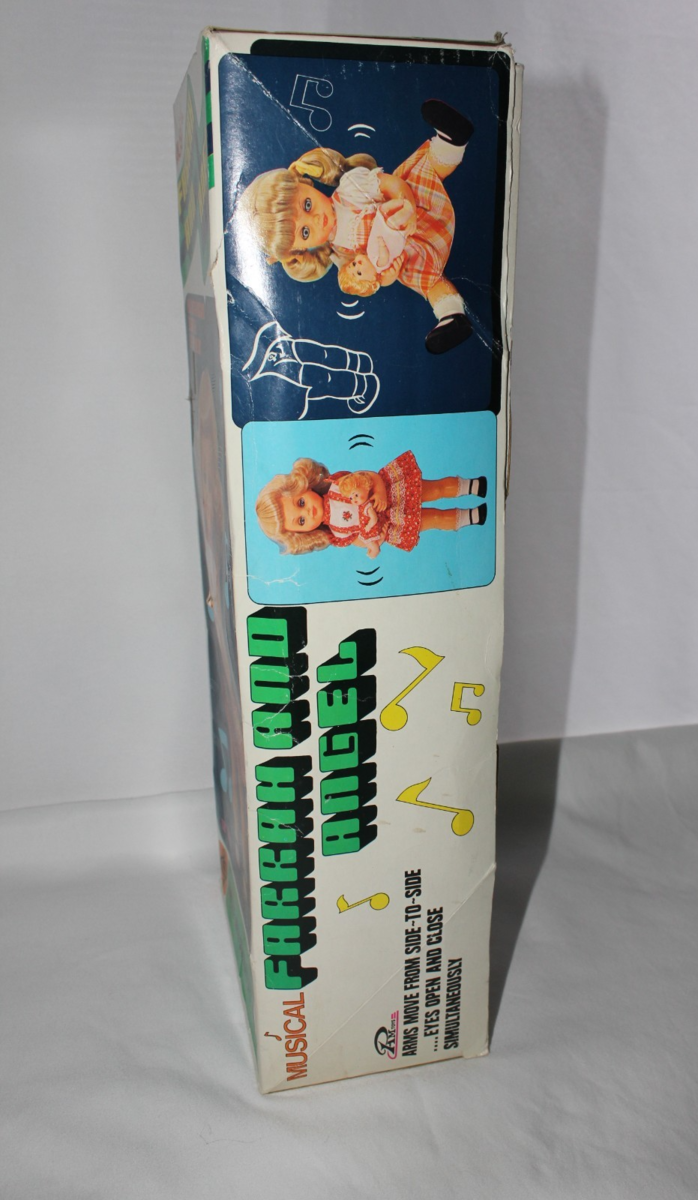 MUSICAL
FARRAH AND
ANGEL
ARMS MOVE FROM SIDE-TO-SIDE
....EYES OPEN AND CLOSE
SIMULTANEOUSLY